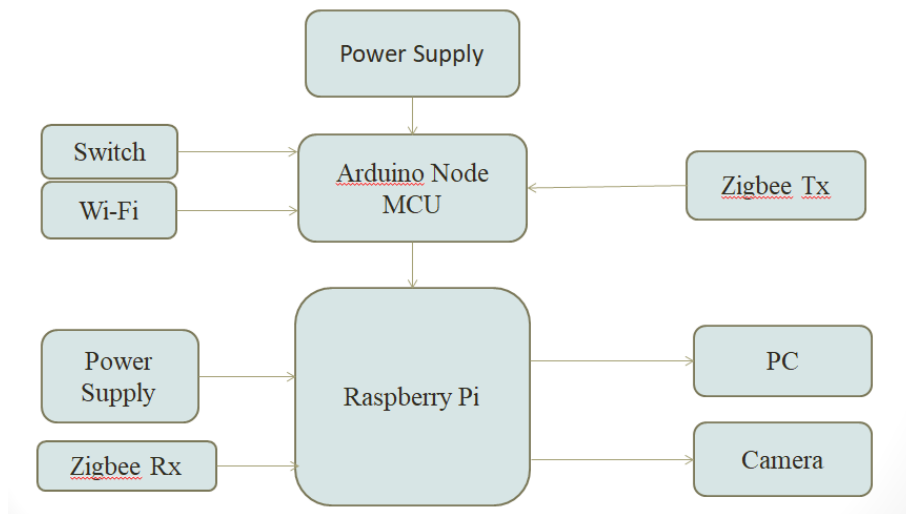 Power Supply
Switch
Wi-Fi
Arduino Node
MCU
Zigbee Tx
Power
Supply
Zigbee Rx
Raspberry Pi
PC
Camera